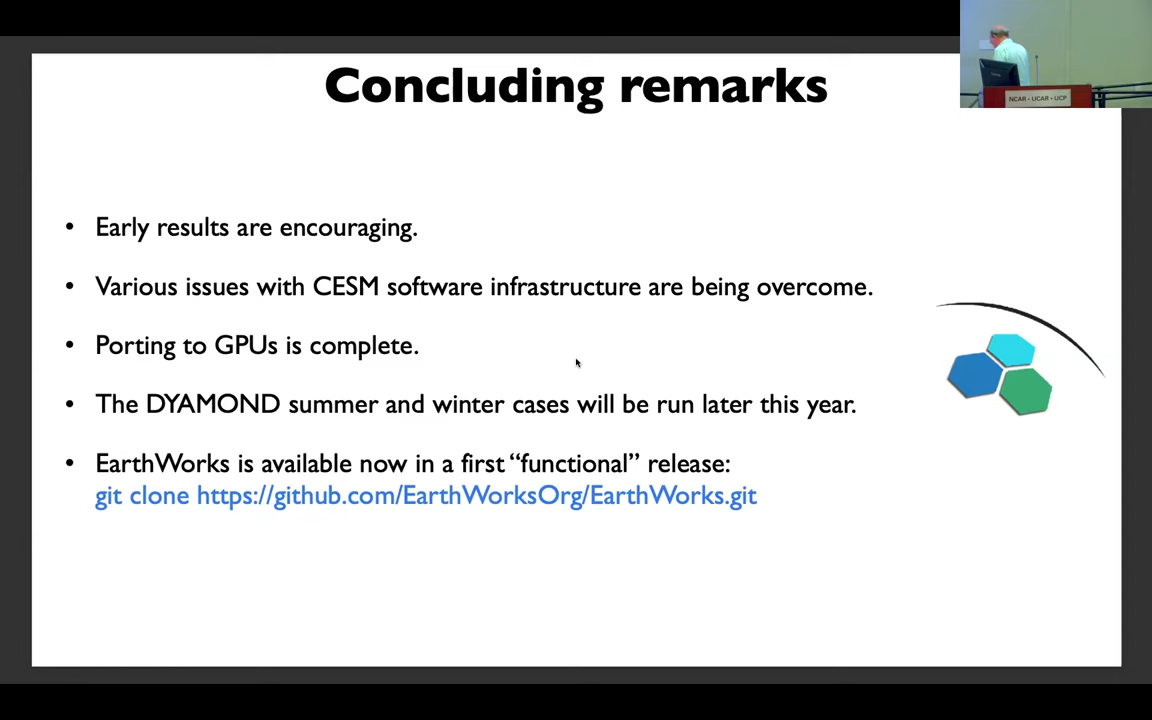 Concluding remarks
NCAR • UCAR • UCP
• Early results are encouraging.
• Various issues with CESM software infrastructure are being overcome.
• Porting to GPUs is complete.
• The DYAMOND summer and winter cases will be run later this year.
• EarthWorks is available now in a first “functional” release:
git clone https://github.com/EarthWorksOrg/EarthWorks.git